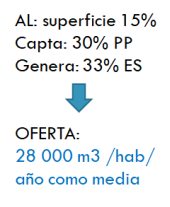 AL: superficie 15%
Capta: 30% PP
Genera: 33% ES
OFERTA:
28 000 m3 /hab/
año como media